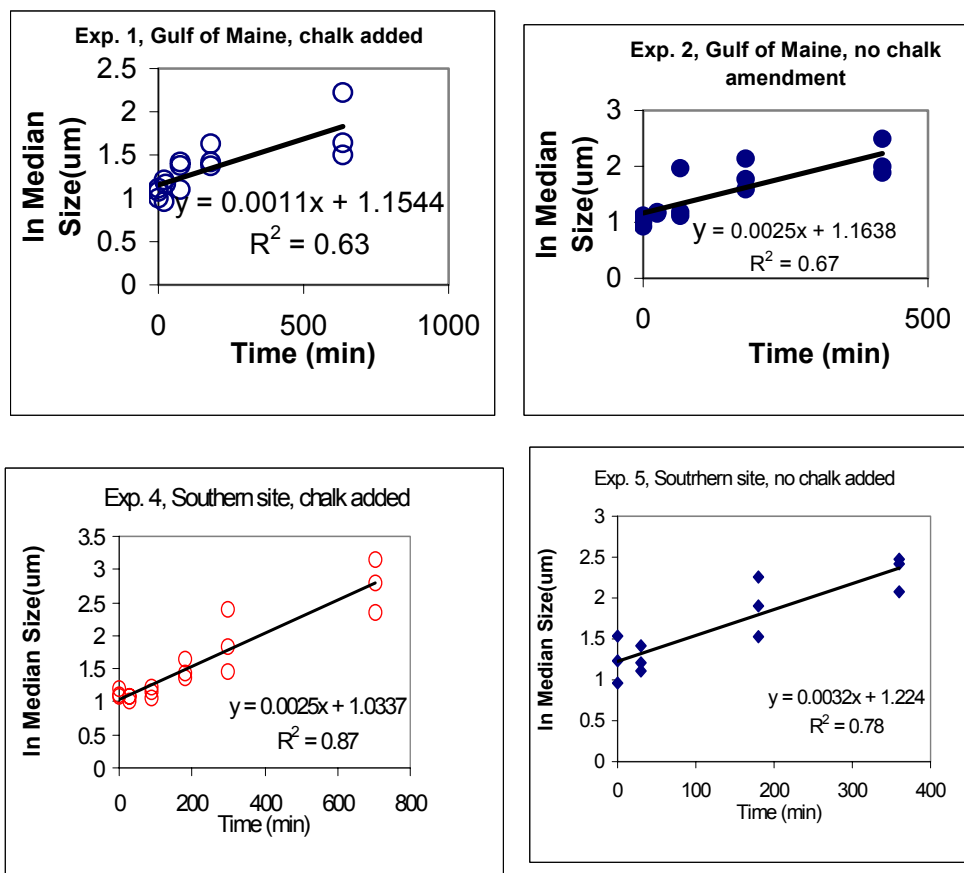 Exp. 1, Gulf of Maine, chalk added
ln Median
Size(um)
2.5
2
1.5
1
0.5
0
y = 0.0011x + 1.1544
R² = 0.63
0
500
1000
Time (min)
Exp. 2, Gulf of Maine, no chalk
amendment
ln Median
Size(um)
3
2
1
0
y = 0.0025x + 1.1638
R² = 0.67
0
500
Time (min)
Exp. 4, Southern site, chalk added
ln Median Size(um)
3.5
3
2.5
2
1.5
1
0.5
0
y = 0.0025x + 1.0337
R² = 0.87
0
200
400
600
800
Time (min)
Exp. 5, Soutrhern site, no chalk added
ln Median Size(um)
3
2.5
2
1.5
1
0.5
0
y = 0.0032x + 1.224
R² = 0.78
0
100
200
300
400
Time (min)